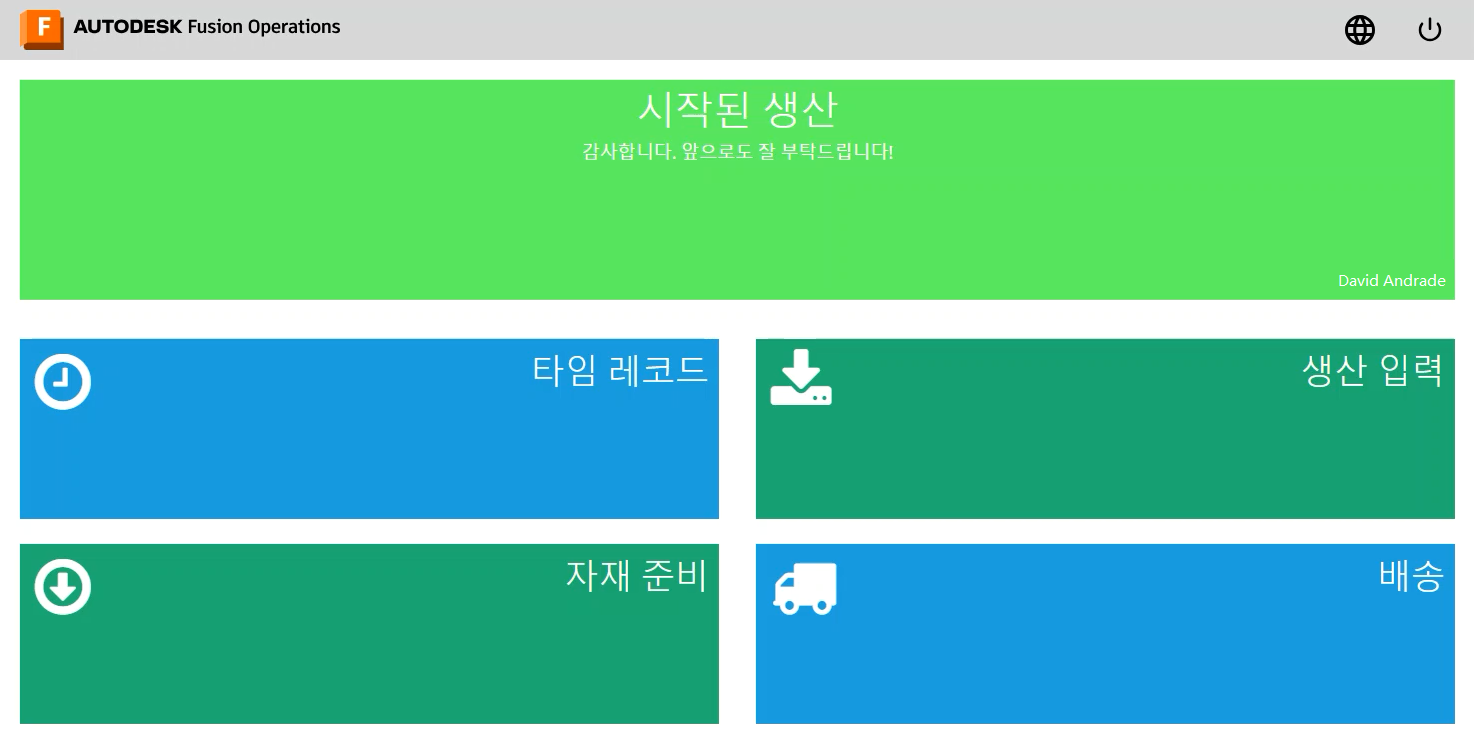 F AUTODESK Fusion Operations
시작된 생산
감사합니다. 앞으로도 잘 부탁드립니다!
David Andrade
타임 레코드
생산 입력
자재 준비
배송